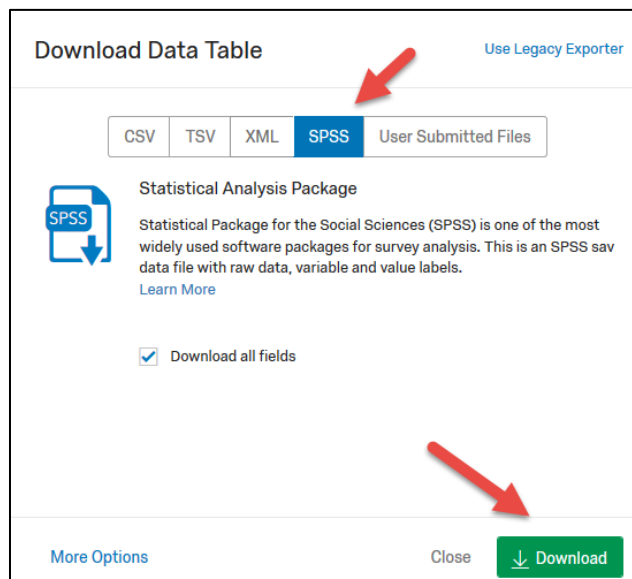 Download Data Table
Use Legacy Exporter
CSV TSV XML SPSS User Submitted Files
Statistical Analysis Package
SPSS
Statistical Package for the Social Sciences (SPSS) is one of the most
widely used software packages for survey analysis. This is an SPSS sav
data file with raw data, variable and value labels.
Learn More
Download all fields
More Options
Close
Download